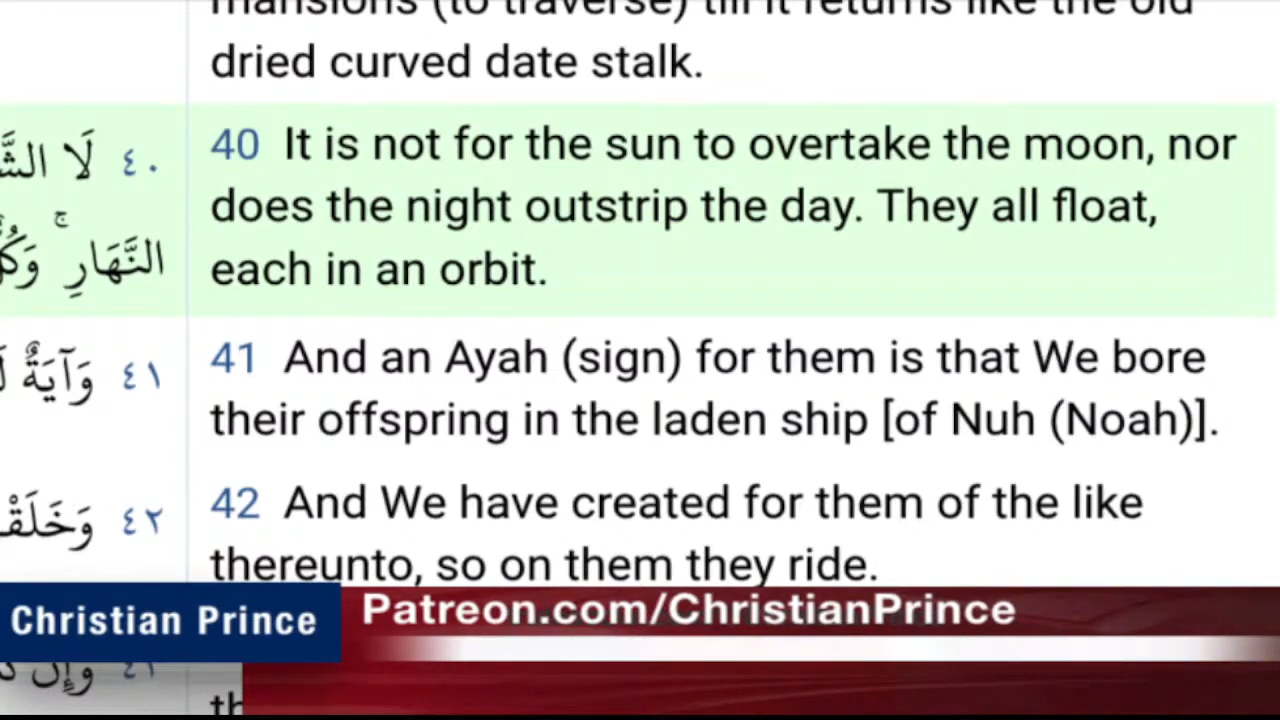 mansions (to traverse) till it returns like the old
dried curved date stalk.
٤٠ لَا
النَّهَارِ ۚ
40 It is not for the sun to overtake the moon, nor
does the night outstrip the day. They all float,
each in an orbit.
٤١ وَآيَةٌ
41 And an Ayah (sign) for them is that We bore
their offspring in the laden ship [of Nuh (Noah)].
٤٢
42 And We have created for them of the like
thereunto, so on them they ride.
Christian Prince
Patreon.com/ChristianPrince